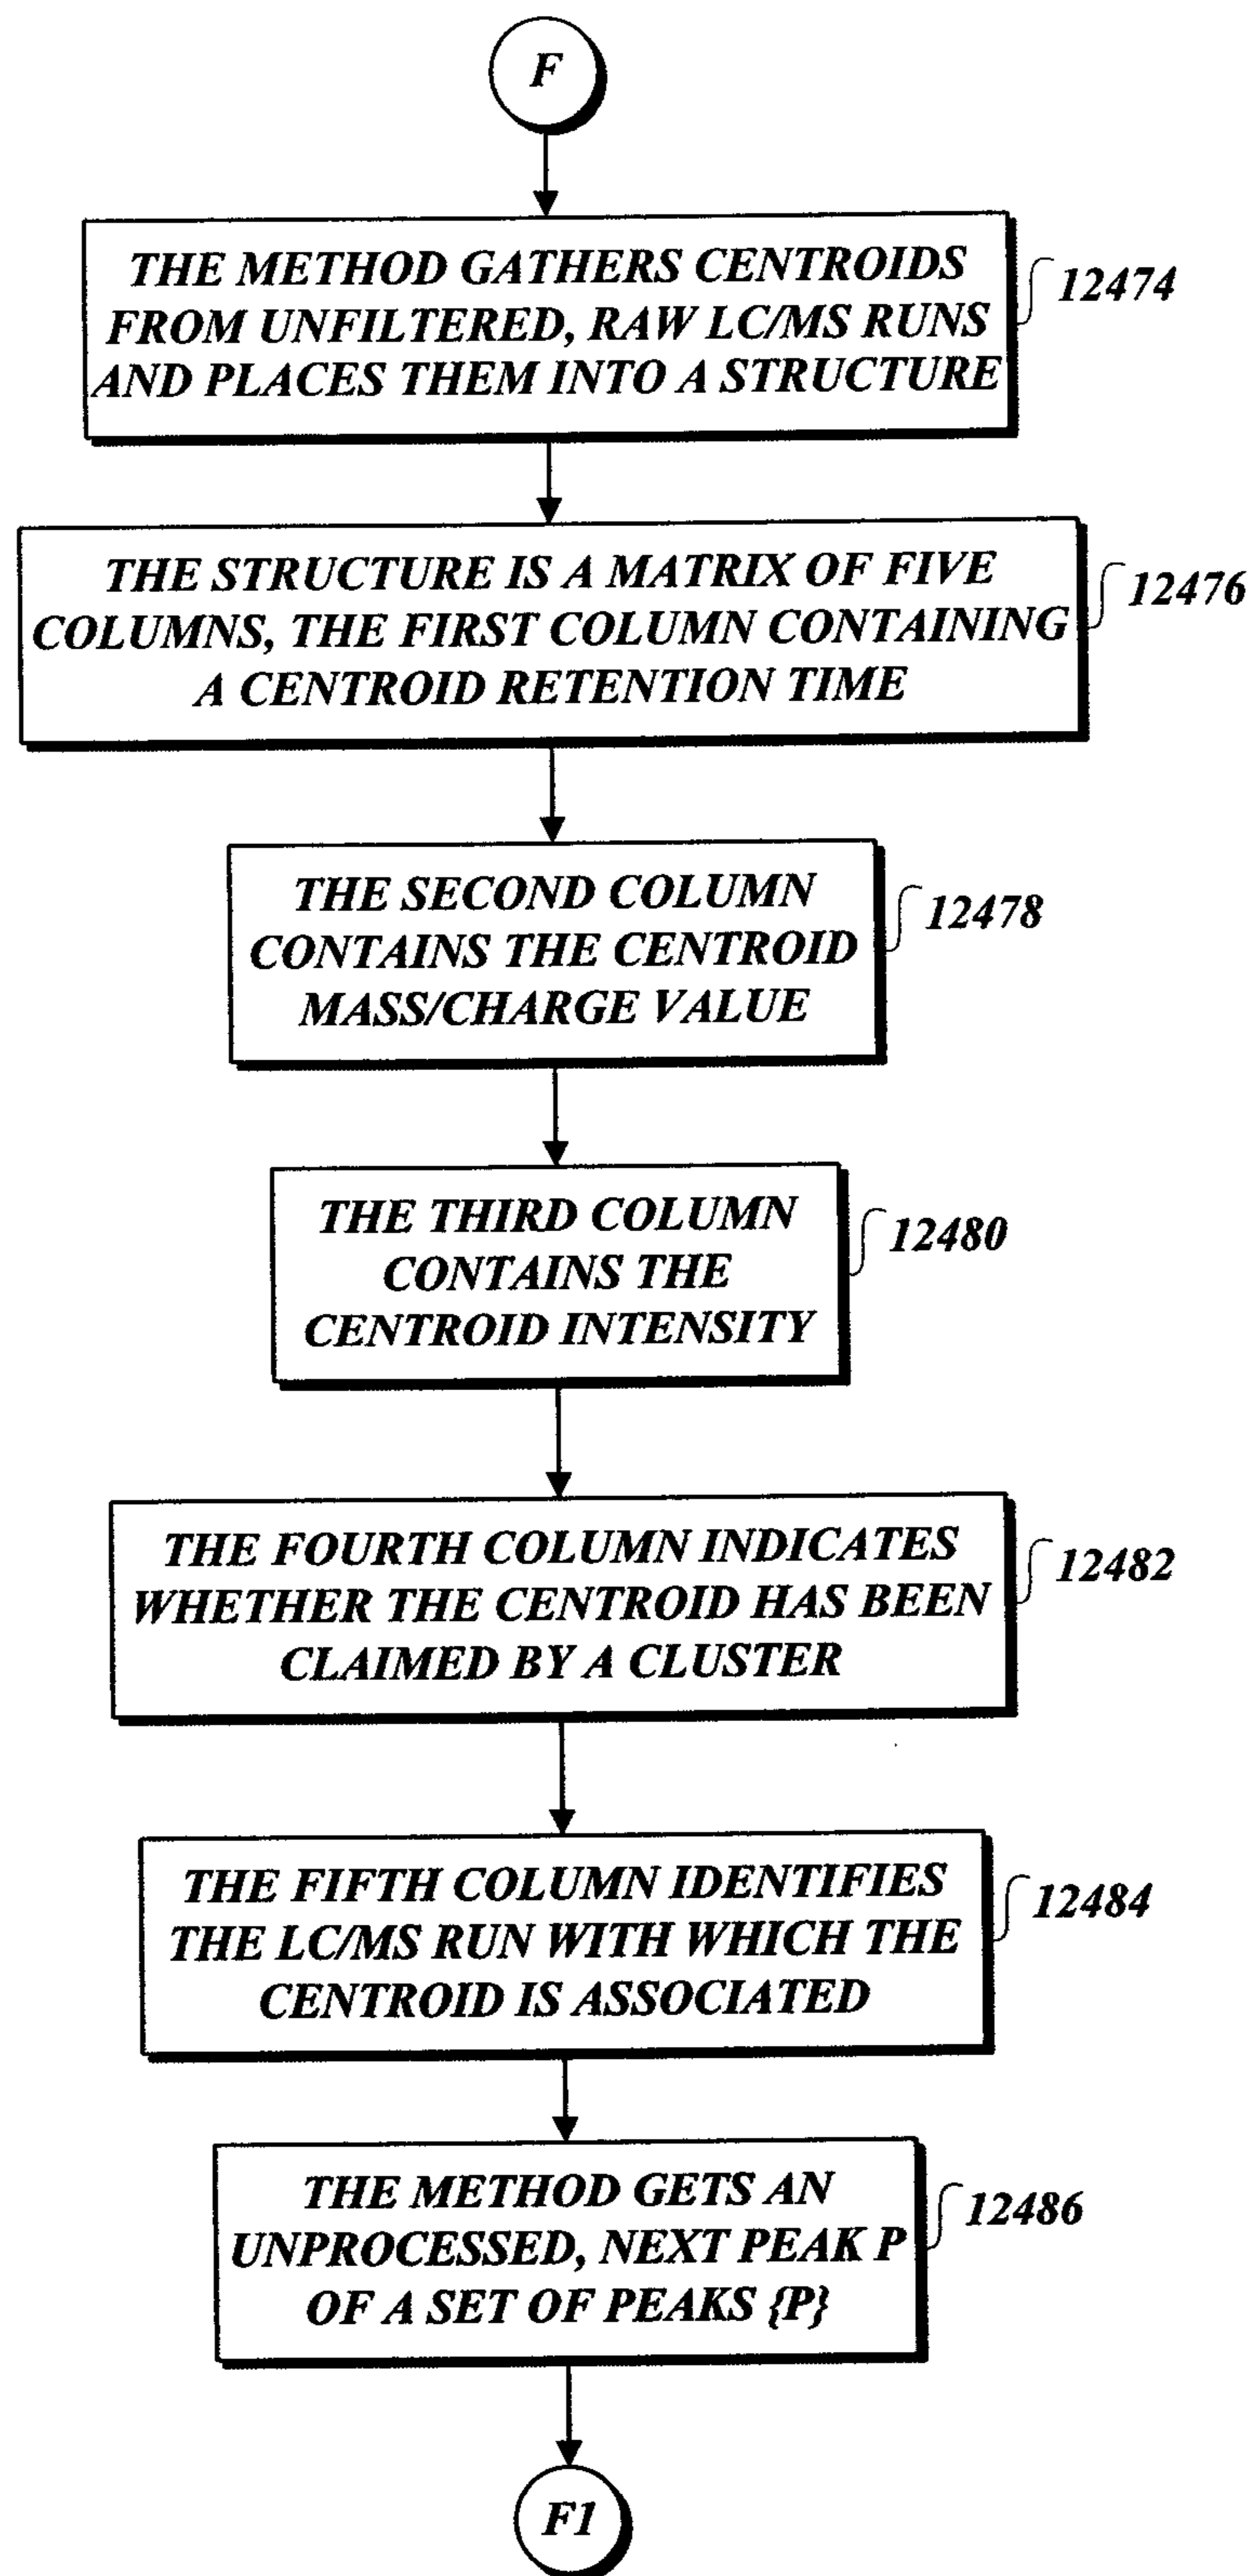 F
THE METHOD GATHERS CENTROIDS
FROM UNFILTERED, RAW LC/MS RUNS
AND PLACES THEM INTO A STRUCTURE
12474
THE STRUCTURE IS A MATRIX OF FIVE
COLUMNS, THE FIRST COLUMN CONTAINING
A CENTROID RETENTION TIME
12476
THE SECOND COLUMN
CONTAINS THE CENTROID
MASS/CHARGE VALUE
12478
THE THIRD COLUMN
CONTAINS THE
CENTROID INTENSITY
12480
THE FOURTH COLUMN INDICATES
WHETHER THE CENTROID HAS BEEN
CLAIMED BY A CLUSTER
12482
THE FIFTH COLUMN IDENTIFIES
THE LC/MS RUN WITH WHICH THE
CENTROID IS ASSOCIATED
12484
THE METHOD GETS AN
UNPROCESSED, NEXT PEAK P
OF A SET OF PEAKS {P}
12486
F1